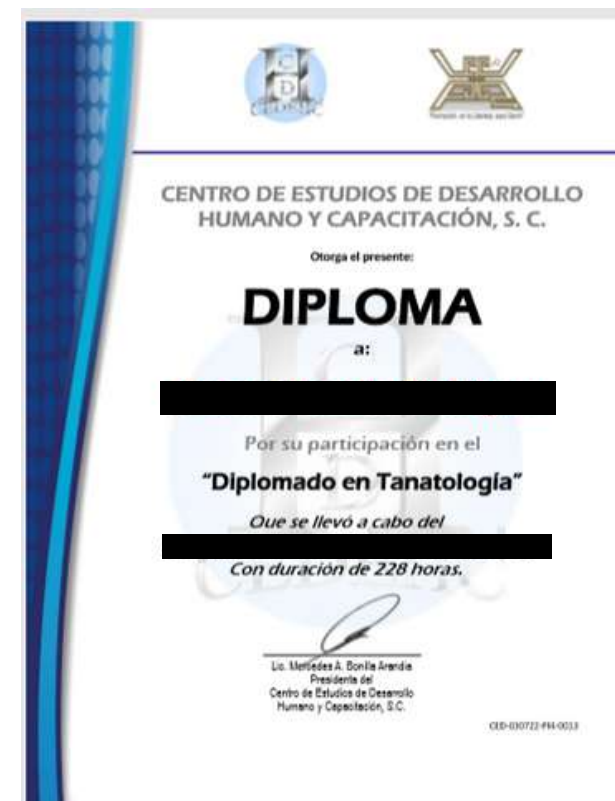 C
D
CEDEHC
CENTRO DE ESTUDIOS DE DESARROLLO
HUMANO Y CAPACITACIÓN, S. C.
Otorga el presente:
DIPLOMA
a:
Por su participación en el
“Diplomado en Tanatología”
Que se llevó a cabo del
Con duración de 228 horas.
Lic. Mercedes A. Bonilla Arandia
Presidenta del
Centro de Estudios de Desarrollo
Humano y Capacitación, S.C.